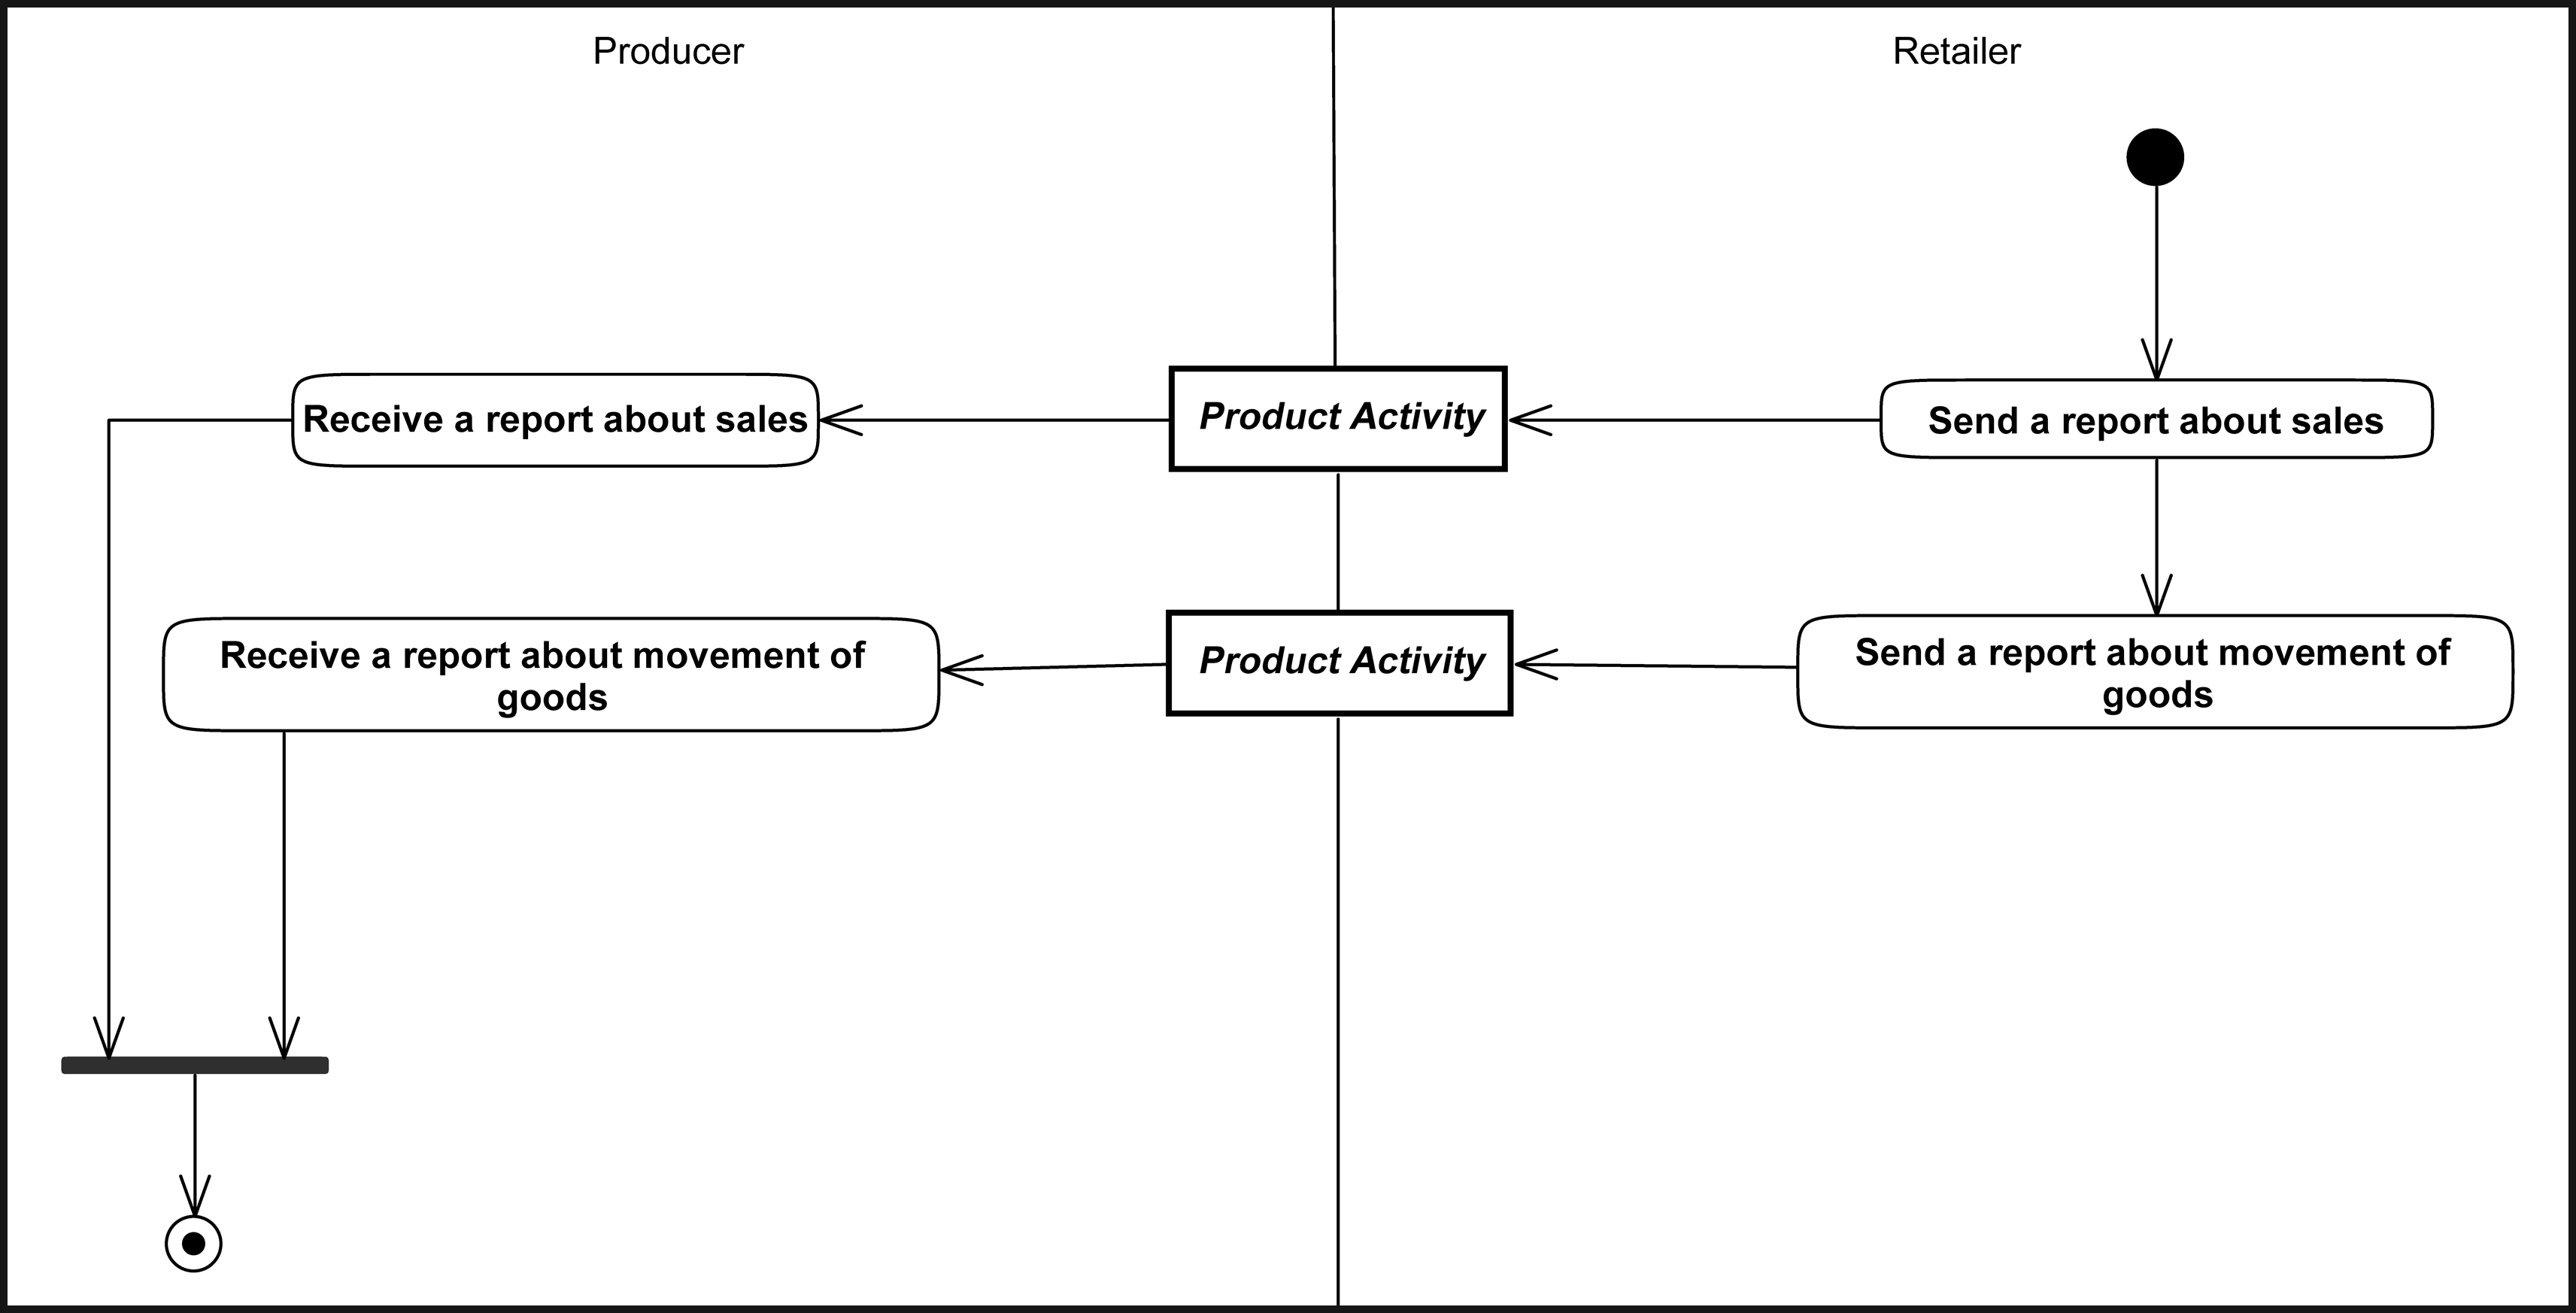 Producer
Retailer
Receive a report about sales
Product Activity
Send a report about sales
Receive a report about movement of
goods
Product Activity
Send a report about movement of
goods